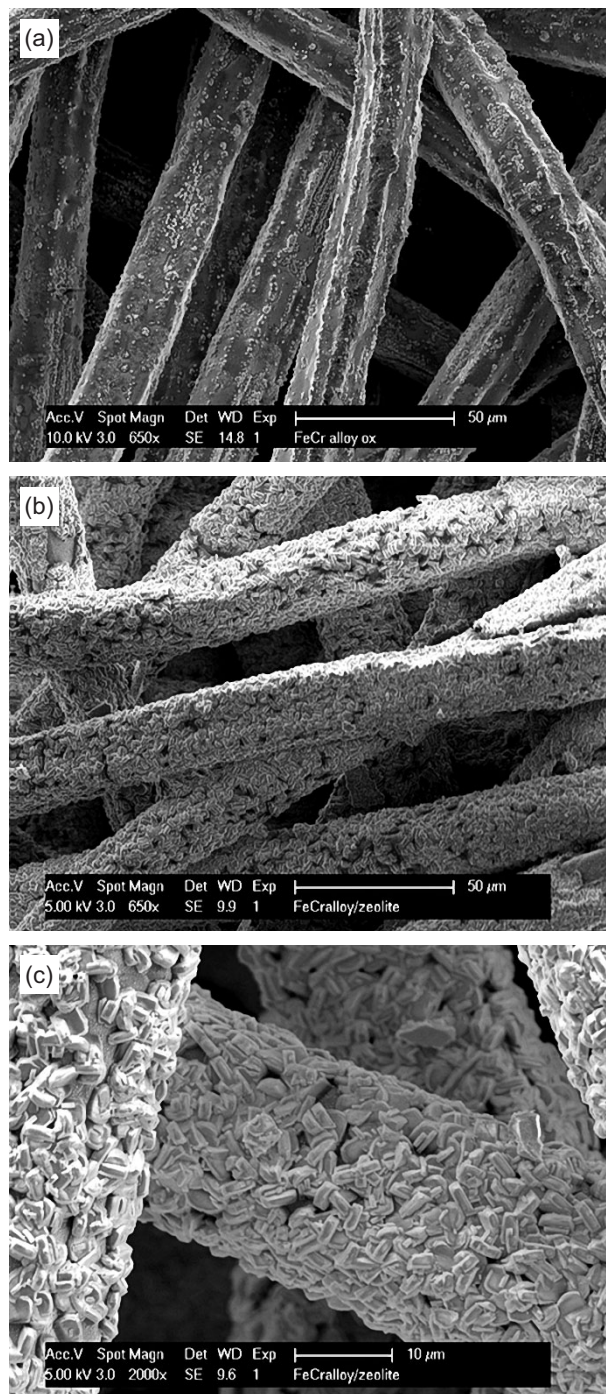 (a)
Acc.V Spot Magn Det WD Exp 50 µm
10.0 kV 3.0 650x SE 14.8 1 FeCr alloy ox
(b)
Acc.V Spot Magn Det WD Exp 50 µm
5.00 kV 3.0 650x SE 9.9 1 FeCralloy/zeolite
(c)
Acc.V Spot Magn Det WD Exp 10 µm
5.00 kV 3.0 2000x SE 9.6 1 FeCralloy/zeolite